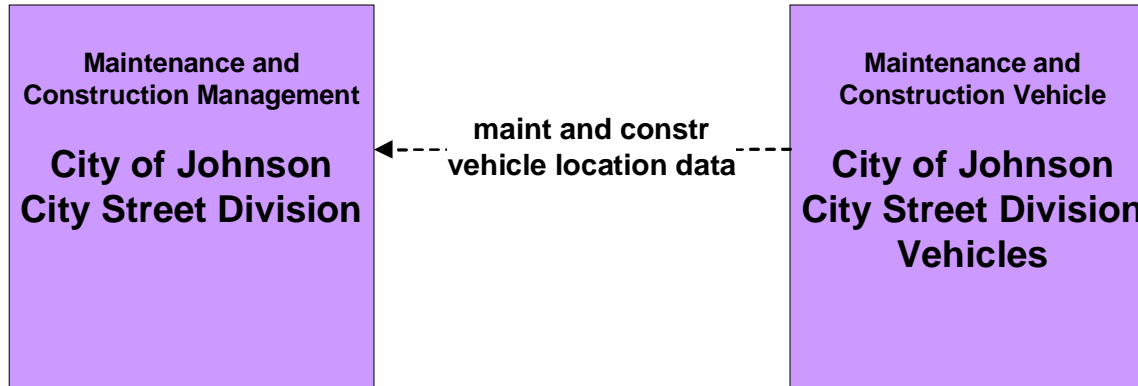 Maintenance and
Construction Management
City of Johnson
City Street Division
maint and constr
vehicle location data
Maintenance and
Construction Vehicle
City of Johnson
City Street Division
Vehicles